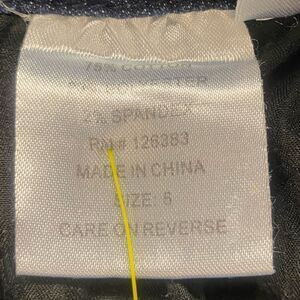 2% SPANDEX
RN# 126383
MADE IN CHINA
SIZE: 6
CARE ON REVERSE